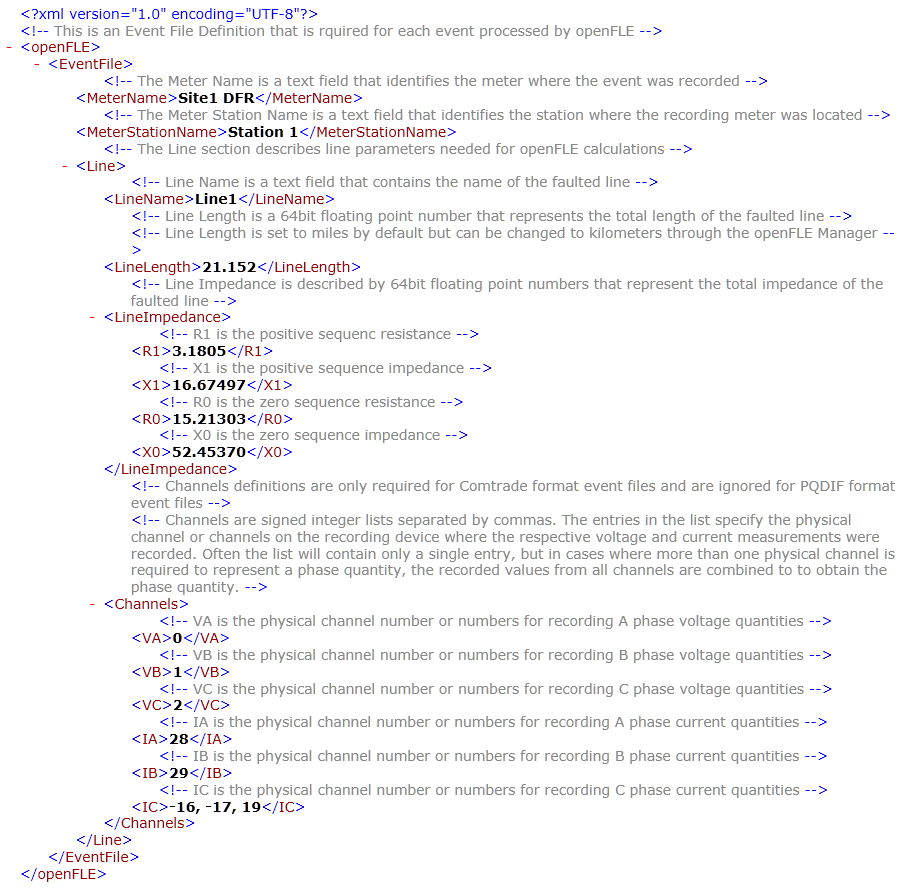 <?xml version="1.0" encoding="UTF-8"?>
<!-- This is an Event File Definition that is rquired for each event processed by openFLE -->
- <openFLE>
- <EventFile>
<!-- The Meter Name is a text field that identifies the meter where the event was recorded -->
<MeterName>Site1 DFR</MeterName>
<!-- The Meter Station Name is a text field that identifies the station where the recording meter was located -->
<MeterStationName>Station 1</MeterStationName>
<!-- The Line section describes line parameters needed for openFLE calculations -->
- <Line>
<!-- Line Name is a text field that contains the name of the faulted line -->
<LineName>Line1</LineName>
<!-- Line Length is a 64bit floating point number that represents the total length of the faulted line -->
<!-- Line Length is set to miles by default but can be changed to kilometers through the openFLE Manager --
>
<LineLength>21.152</LineLength>
<!-- Line Impedance is described by 64bit floating point numbers that represent the total impedance of the
faulted line -->
- <LineImpedance>
<!-- R1 is the positive sequenc resistance -->
<R1>3.1805</R1>
<!-- X1 is the positive sequence impedance -->
<X1>16.67497</X1>
<!-- R0 is the zero sequence resistance -->
<R0>15.21303</R0>
<!-- X0 is the zero sequence impedance -->
<X0>52.45370</X0>
</LineImpedance>
<!-- Channels definitions are only required for Comtrade format event files and are ignored for PQDIF format
event files -->
<!-- Channels are signed integer lists separated by commas. The entries in the list specify the physical
channel or channels on the recording device where the respective voltage and current measurements were
recorded. Often the list will contain only a single entry, but in cases where more than one physical channel is
required to represent a phase quantity, the recorded values from all channels are combined to to obtain the
phase quantity. -->
- <Channels>
<!-- VA is the physical channel number or numbers for recording A phase voltage quantities -->
<VA>0</VA>
<!-- VB is the physical channel number or numbers for recording B phase voltage quantities -->
<VB>1</VB>
<!-- VC is the physical channel number or numbers for recording C phase voltage quantities -->
<VC>2</VC>
<!-- IA is the physical channel number or numbers for recording A phase current quantities -->
<IA>28</IA>
<!-- IB is the physical channel number or numbers for recording B phase current quantities -->
<IB>29</IB>
<!-- IC is the physical channel number or numbers for recording C phase current quantities -->
<IC>-16, -17, 19</IC>
</Channels>
</Line>
</EventFile>
</openFLE>